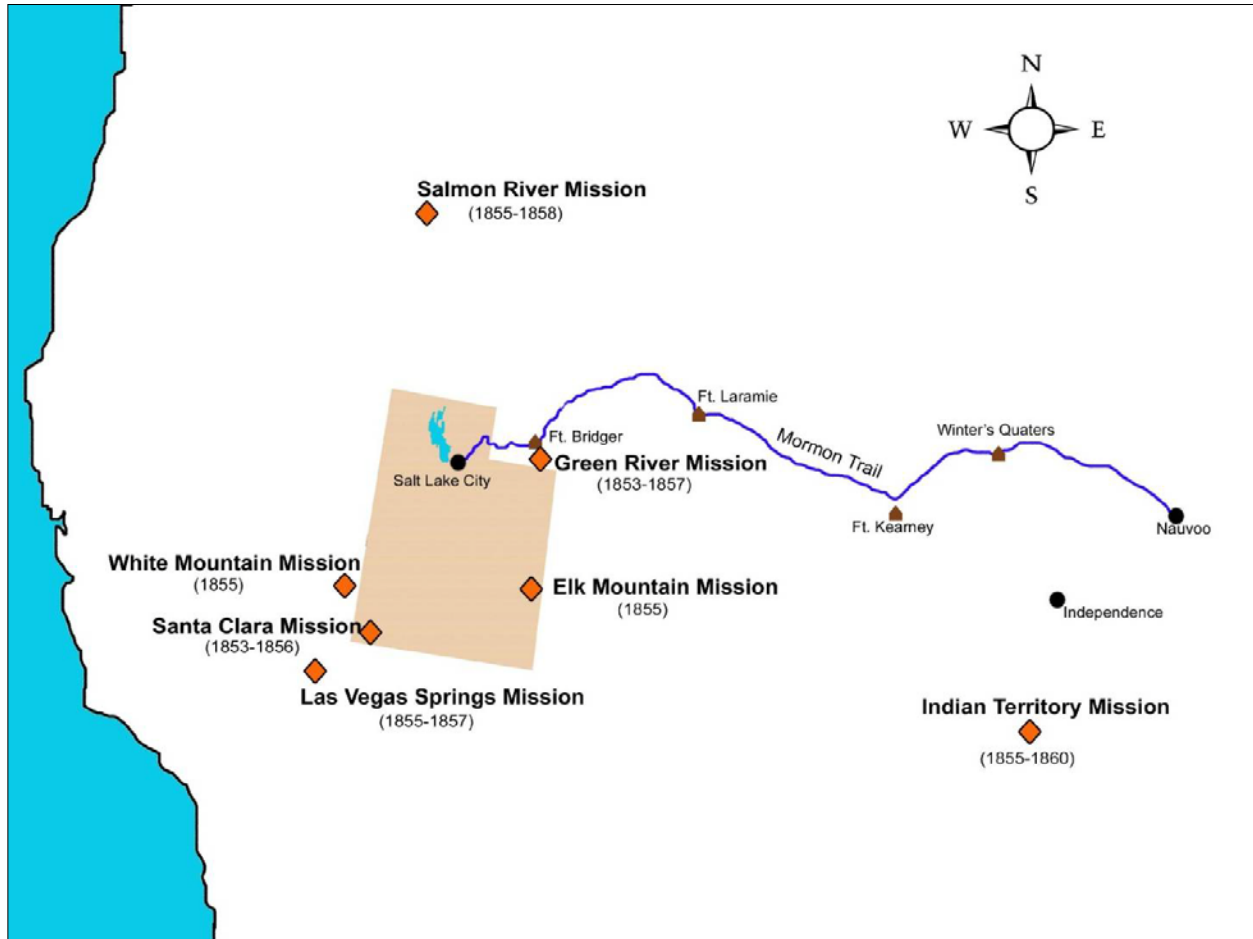 N
W E
S
Salmon River Mission
(1855-1858)
Ft. Laramie
Mormon Trail
Ft. Bridger
Winter's Quaters
Green River Mission
(1853-1857)
Salt Lake City
Ft. Kearney
Nauvoo
White Mountain Mission
(1855)
Elk Mountain Mission
(1855)
Independence
Santa Clara Mission
(1853-1856)
Las Vegas Springs Mission
(1855-1857)
Indian Territory Mission
(1855-1860)